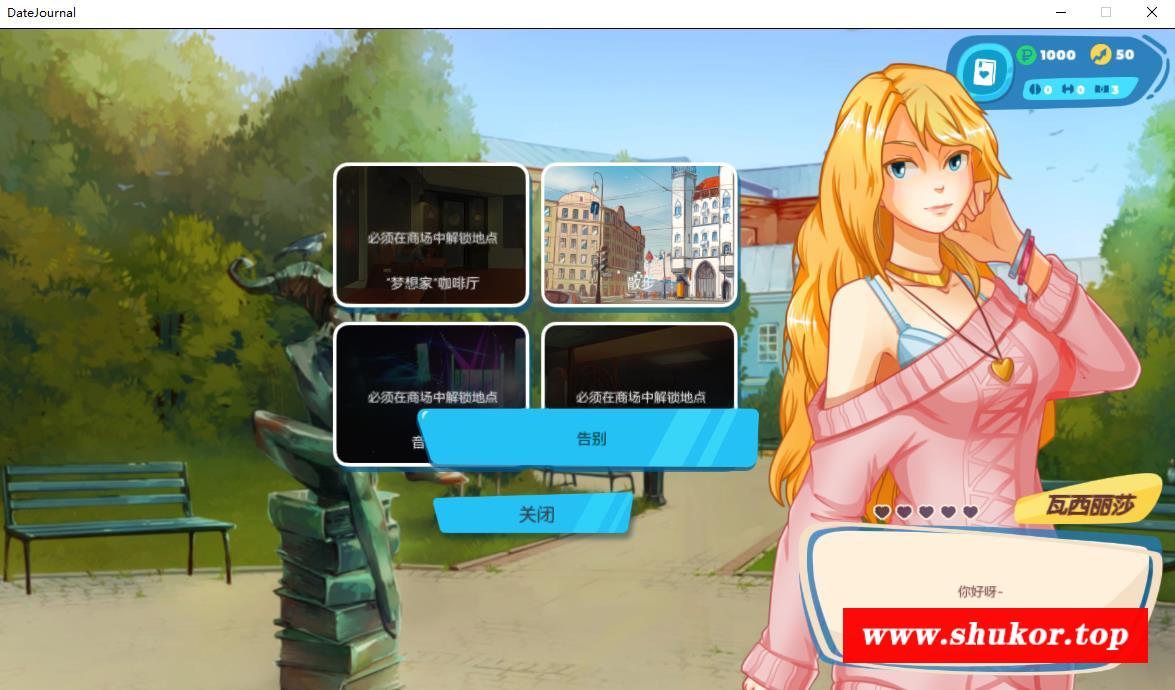 DateJournal
1000
50
0
0
3
必须在商场中解锁地点
"梦想家"咖啡厅
散步
必须在商场中解锁地点
必须在商场中解锁地点
音
告别
关闭
瓦西丽莎
你好呀~
www.shukor.top